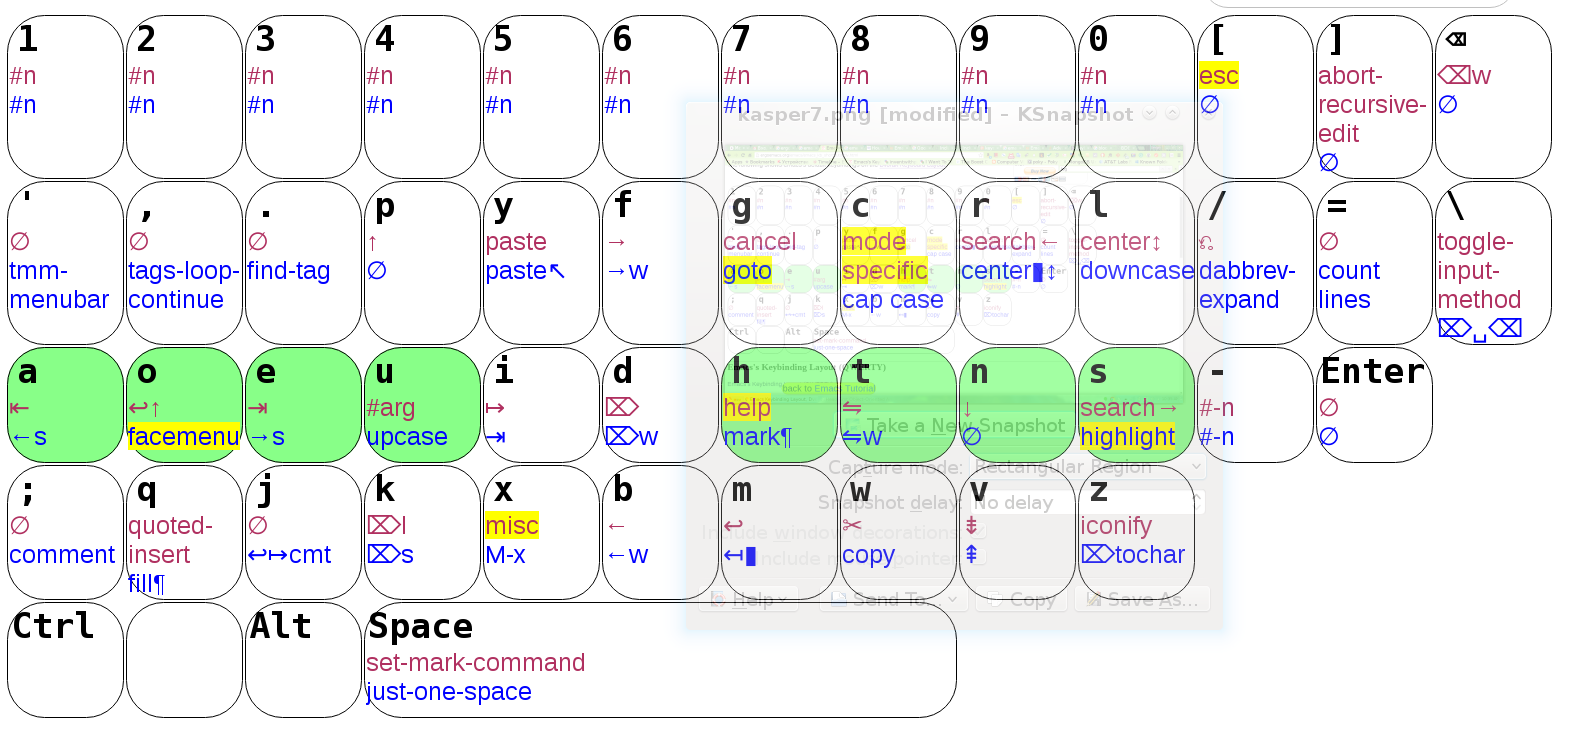 1 2 3 4 5 6 7 8 9 0 [ ] ⌫
#n #n #n #n #n #n #n #n #n #n esc abort-recursive-edit ⌫w
#n #n #n #n #n #n #n #n #n #n ∅ ∅ ∅
kasper7.png [modified] – KSnapshot
' , . p y f g c r l / = \
∅ ∅ ∅ ↑ paste → cancel mode specific search← center↕ ⎌ ∅ toggle-input-method
tmm-menubar tags-loop-continue find-tag ∅ paste↖ →w goto cap case center▮↕ downcase dabbrev-expand count lines ⌦␣⌫
a o e u i d h t n s - Enter
⇤ ↩↑ ⇥ #arg ↦ ⌦ help ⇋ ↓ search→ #-n ∅
←s facemenu →s upcase ⇥ ⌦w mark¶ ⇋w ∅ highlight #-n ∅
back to Emacs Tutorial
Take a New Snapshot
Capture mode: Rectangular Region
; q j k x b m w v z
Snapshot delay: No delay
∅ quoted-insert ∅ ⌦l misc ← ↩ ✂ ⇟ iconify
Include window decorations:
comment fill¶ ↩↦cmt ⌦s M-x ←w ↤▮ copy ⇞ ⌦tochar
Include mouse pointer:
Help Send To... Copy Save As...
Ctrl Alt Space
set-mark-command
just-one-space